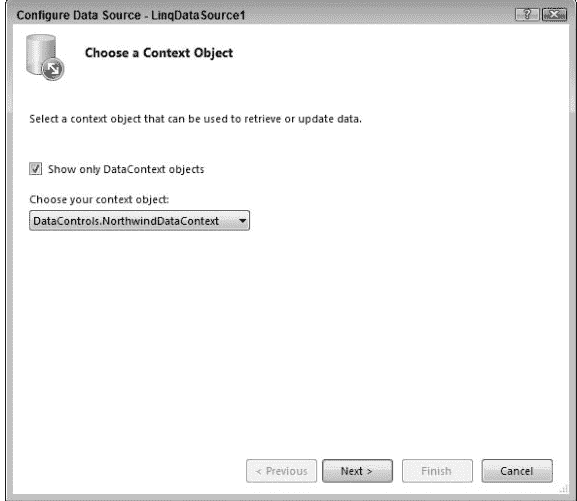 Configure Data Source - LinqDataSource1
Choose a Context Object
Select a context object that can be used to retrieve or update data.
Show only DataContext objects
Choose your context object:
DataControls.NorthwindDataContext
< Previous Next > Finish Cancel